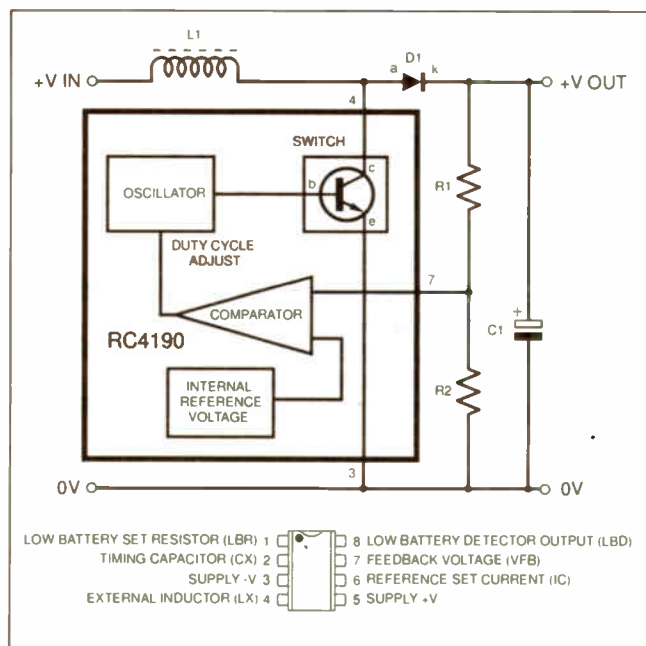 L1
D1
a
k
+V IN
+V OUT
4
SWITCH
OSCILLATOR
b
c
e
R1
DUTY CYCLE
ADJUST
7
COMPARATOR
+
C1
RC4190
INTERNAL
REFERENCE
VOLTAGE
R2
3
0V
0V
LOW BATTERY SET RESISTOR (LBR) 1
8 LOW BATTERY DETECTOR OUTPUT (LBD)
TIMING CAPACITOR (CX) 2
7 FEEDBACK VOLTAGE (VFB)
SUPPLY -V 3
6 REFERENCE SET CURRENT (IC)
EXTERNAL INDUCTOR (LX) 4
5 SUPPLY +V